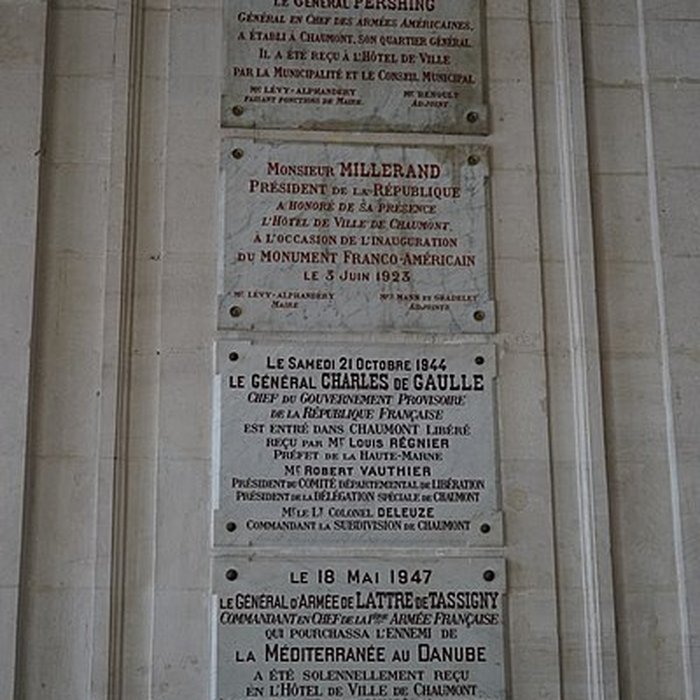 LE GÉNÉRAL PERSHING
GÉNÉRAL EN CHEF DES ARMÉES AMÉRICAINES,
A ÉTABLI À CHAUMONT, SON QUARTIER GÉNÉRAL.
IL A ÉTÉ REÇU À L'HÔTEL DE VILLE
PAR LA MUNICIPALITÉ ET LE CONSEIL MUNICIPAL
Mr LÉVY-ALPHANDÉRY Mr RENOULT
FAISANT FONCTIONS DE MAIRE. ADJOINT.
MONSIEUR MILLERAND
PRÉSIDENT DE LA RÉPUBLIQUE
A HONORÉ DE SA PRÉSENCE
L'HÔTEL DE VILLE DE CHAUMONT,
À L'OCCASION DE L'INAUGURATION
DU MONUMENT FRANCO-AMÉRICAIN
LE 3 JUIN 1923
Mr LÉVY-ALPHANDÉRY Mrs MANN ET GRADELET
MAIRE ADJOINTS
LE SAMEDI 21 OCTOBRE 1944
LE GÉNÉRAL CHARLES DE GAULLE
CHEF DU GOUVERNEMENT PROVISOIRE
DE LA RÉPUBLIQUE FRANÇAISE
EST ENTRÉ DANS CHAUMONT LIBÉRÉ
REÇU PAR Mr LOUIS RÉGNIER
PRÉFET DE LA HAUTE-MARNE
Mr ROBERT VAUTHIER
PRÉSIDENT DU COMITÉ DÉPARTEMENTAL DE LIBÉRATION
PRÉSIDENT DE LA DÉLÉGATION SPÉCIALE DE CHAUMONT
Mr LE Lt COLONEL DELEUZE
COMMANDANT LA SUBDIVISION DE CHAUMONT
LE 18 MAI 1947
LE GÉNÉRAL D'ARMÉE DE LATTRE DE TASSIGNY
COMMANDANT EN CHEF DE LA 1ère ARMÉE FRANÇAISE
QUI POURCHASSA L'ENNEMI DE
LA MÉDITERRANÉE AU DANUBE
A ÉTÉ SOLENNELLEMENT REÇU
EN L'HÔTEL DE VILLE DE CHAUMONT